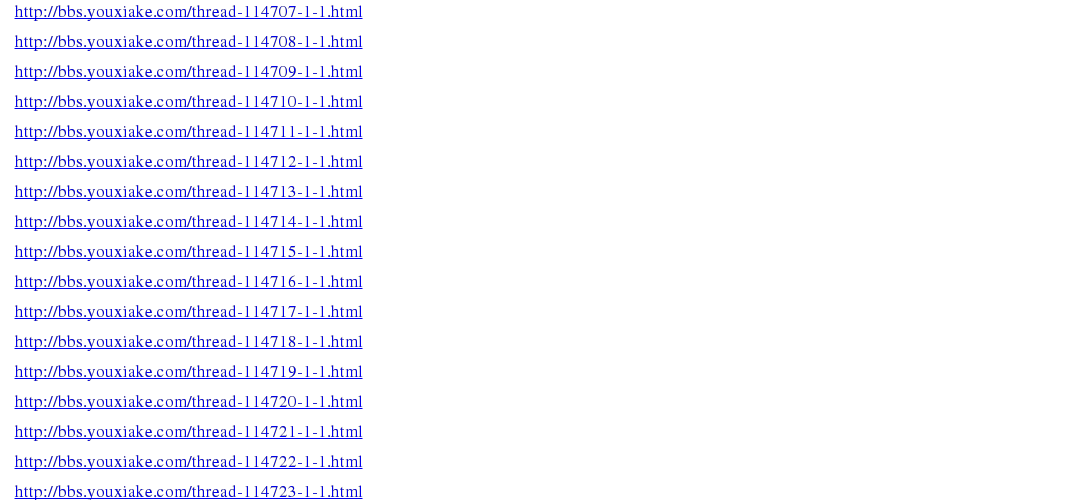 http://bbs.youxiake.com/thread-114707-1-1.html
http://bbs.youxiake.com/thread-114708-1-1.html
http://bbs.youxiake.com/thread-114709-1-1.html
http://bbs.youxiake.com/thread-114710-1-1.html
http://bbs.youxiake.com/thread-114711-1-1.html
http://bbs.youxiake.com/thread-114712-1-1.html
http://bbs.youxiake.com/thread-114713-1-1.html
http://bbs.youxiake.com/thread-114714-1-1.html
http://bbs.youxiake.com/thread-114715-1-1.html
http://bbs.youxiake.com/thread-114716-1-1.html
http://bbs.youxiake.com/thread-114717-1-1.html
http://bbs.youxiake.com/thread-114718-1-1.html
http://bbs.youxiake.com/thread-114719-1-1.html
http://bbs.youxiake.com/thread-114720-1-1.html
http://bbs.youxiake.com/thread-114721-1-1.html
http://bbs.youxiake.com/thread-114722-1-1.html
http://bbs.youxiake.com/thread-114723-1-1.html